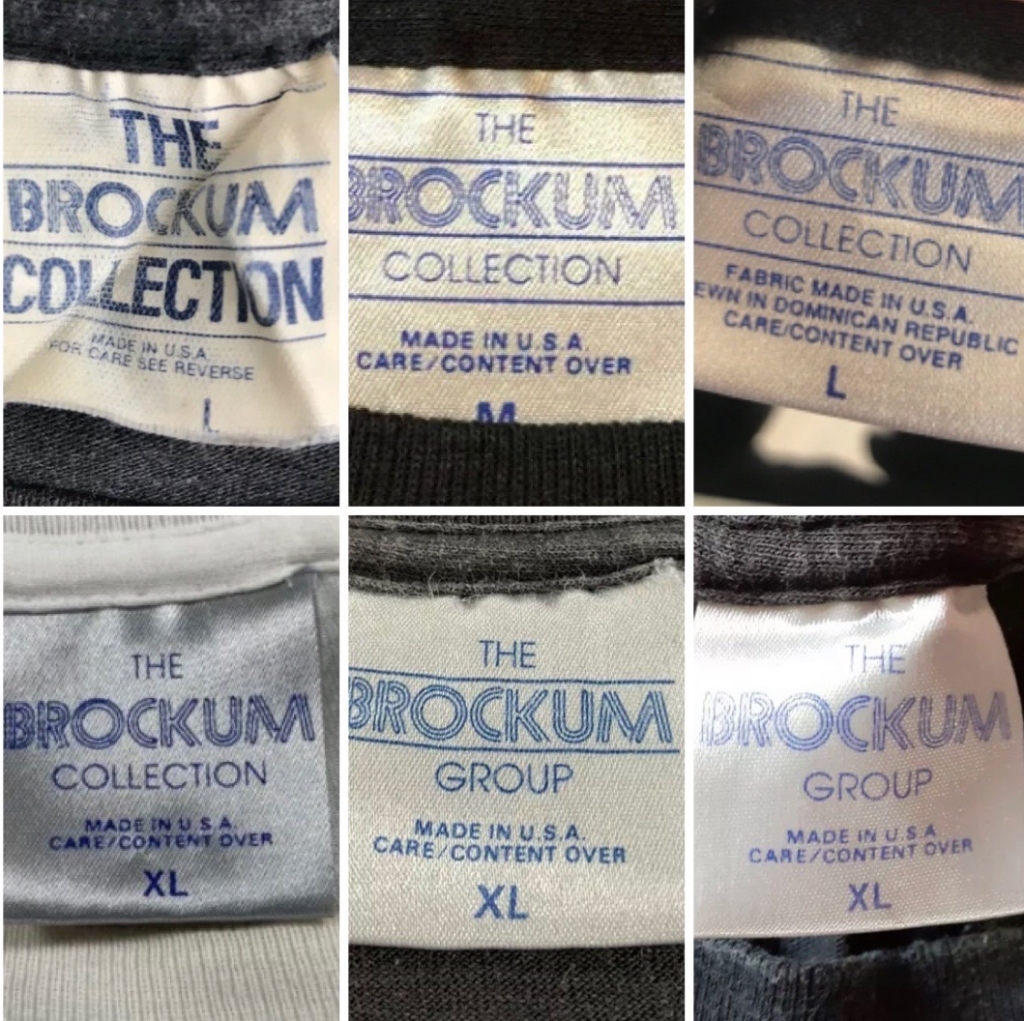 THE
BROCKUM
COLLECTION
MADE IN U.S.A
FOR CARE SEE REVERSE
L
THE
BROCKUM
COLLECTION
MADE IN U.S.A.
CARE/CONTENT OVER
M
THE
BROCKUM
COLLECTION
FABRIC MADE IN U.S.A.
EWN IN DOMINICAN REPUBLIC
CARE/CONTENT OVER
L
THE
BROCKUM
COLLECTION
MADE IN U.S.A.
CARE/CONTENT OVER
XL
THE
BROCKUM
GROUP
MADE IN U.S.A.
CARE/CONTENT OVER
XL
THE
BROCKUM
GROUP
MADE IN U.S.A.
CARE/CONTENT OVER
XL